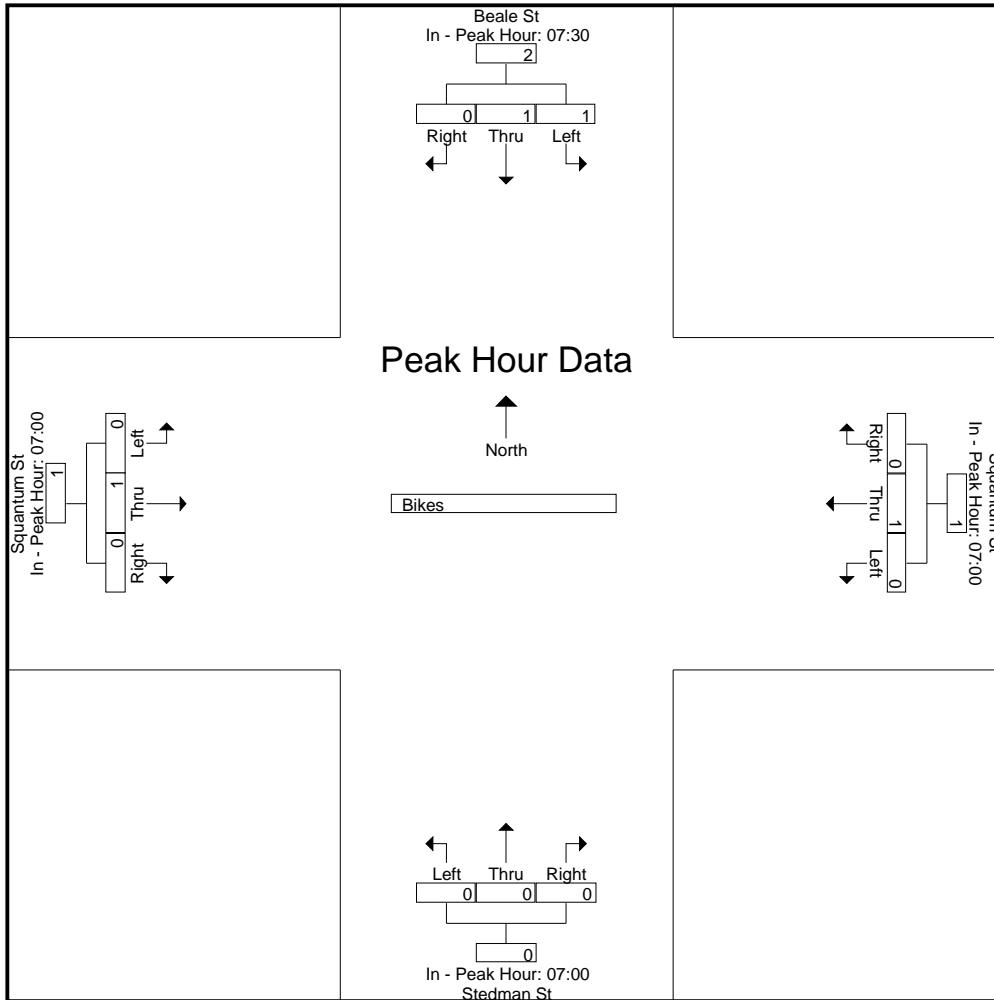 Beale St
In - Peak Hour: 07:30
2
0 1 1
Right Thru Left
Peak Hour Data
North
Bikes
Squantum St
In - Peak Hour: 07:00
1
0 1 0
Left Thru Right
Squantum St
In - Peak Hour: 07:00
1
0 1 0
Right Thru Left
Left Thru Right
0 0 0
0
In - Peak Hour: 07:00
Stedman St